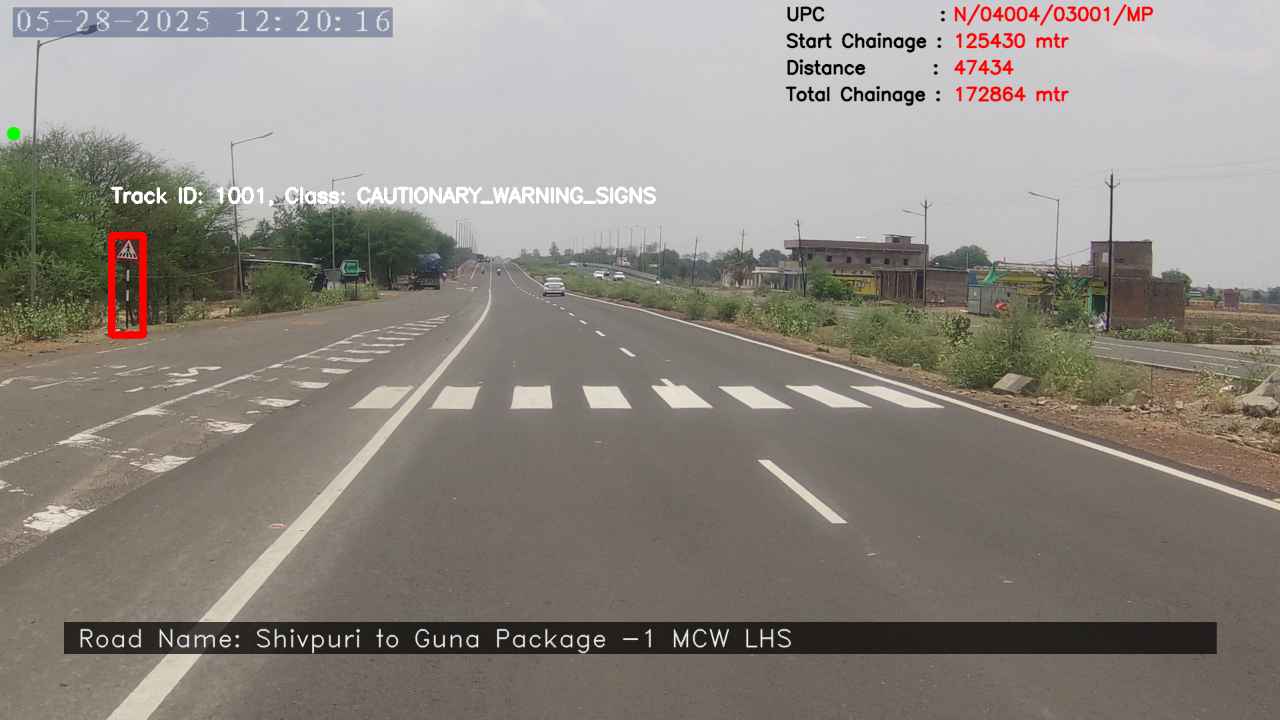 05-28-2025 12:20:16
UPC : N/04004/03001/MP
Start Chainage : 125430 mtr
Distance : 47434
Total Chainage : 172864 mtr
Track ID: 1001, Class: CAUTIONARY_WARNING_SIGNS
Road Name: Shivpuri to Guna Package -1 MCW LHS